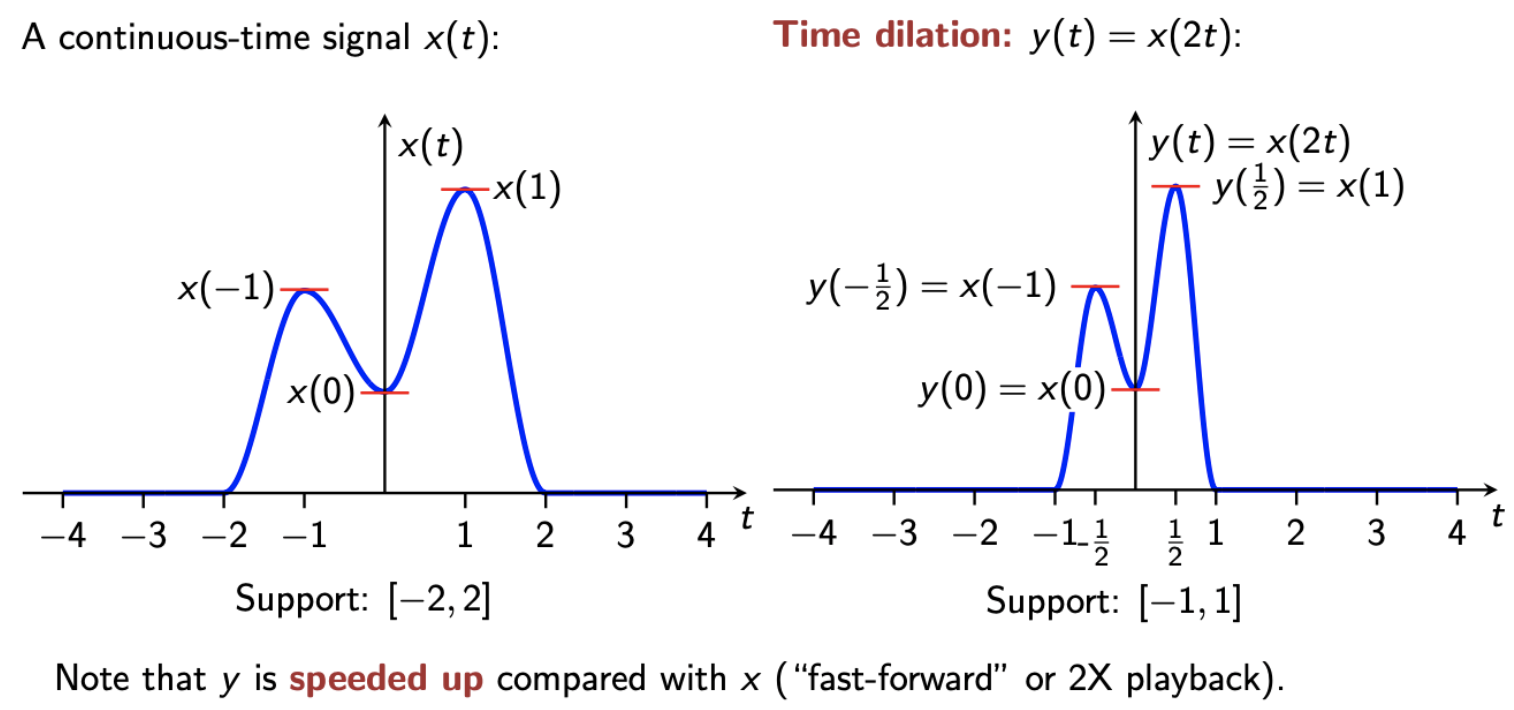 A continuous-time signal x(t):
x(t)
x(1)
x(−1)
x(0)
−4 −3 −2 −1 1 2 3 4 t
Support: [−2, 2]
Time dilation: y(t) = x(2t):
y(t) = x(2t)
y(½) = x(1)
y(−½) = x(−1)
y(0) = x(0)
−4 −3 −2 −1 -½ ½ 1 2 3 4 t
Support: [−1, 1]
Note that y is speeded up compared with x (“fast-forward” or 2X playback).